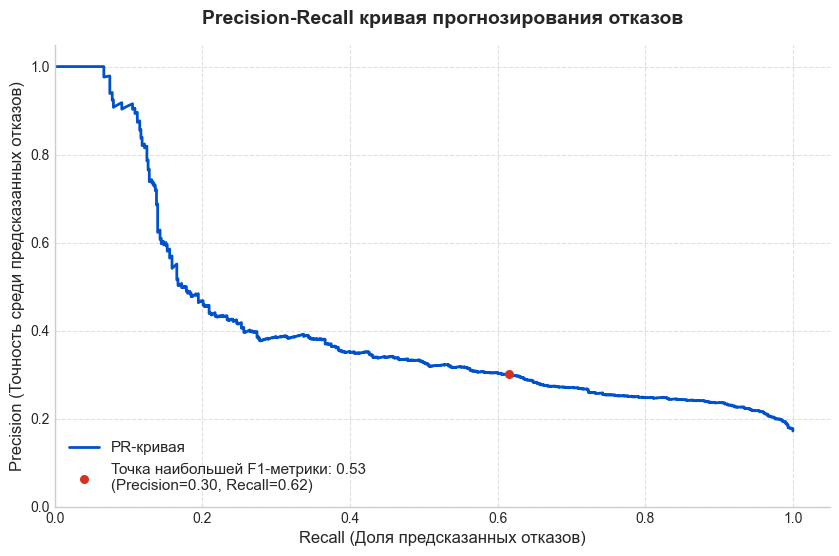 Precision-Recall кривая прогнозирования отказов
Precision (Точность среди предсказанных отказов)
1.0
0.8
0.6
0.4
0.2
0.0
PR-кривая
Точка наибольшей F1-метрики: 0.53
(Precision=0.30, Recall=0.62)
0.0 0.2 0.4 0.6 0.8 1.0
Recall (Доля предсказанных отказов)